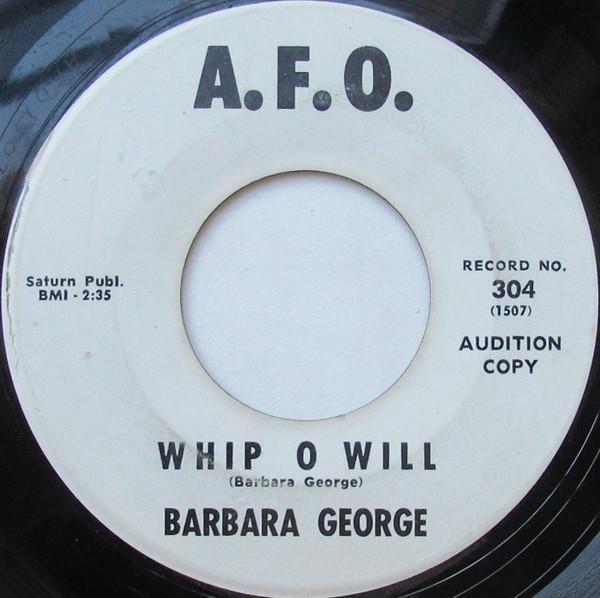 A.F.O.
Saturn Publ.
BMI - 2:35
RECORD NO.
304
(1507)
AUDITION
COPY
WHIP O WILL
(Barbara George)
BARBARA GEORGE